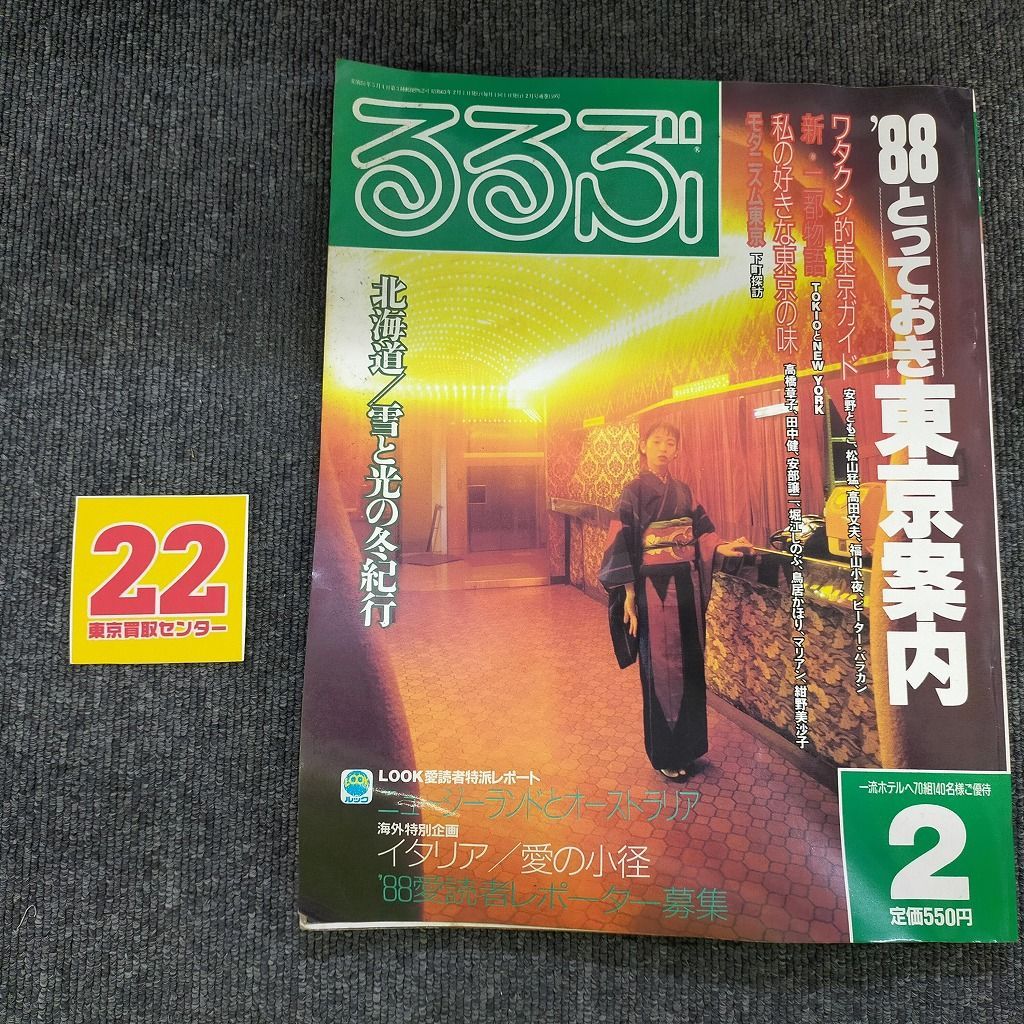 るるぶ
'88とっておき東京案内
ワタクシ的東京ガイド 安野ともこ、松山猛、高田文夫、福山小夜、ピーター・バラカン
新・二都物語 TOKIOとNEW YORK
私の好きな東京の味 高橋章子、田中健、安部譲二、堀江しのぶ、鳥居かほり、マリアン、紺野美沙子
モダニズム東京 下町探訪
北海道/雪と光の冬紀行
22
東京買取センター
LOOK
ルック
LOOK愛読者特派レポート
ニュージーランドとオーストラリア
海外特別企画
イタリア/愛の小径
'88愛読者レポーター募集
一流ホテルへ70組140名様ご優待
2
定価550円